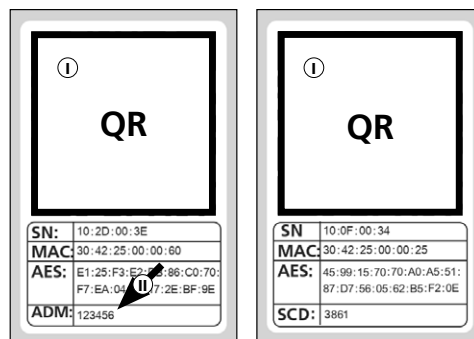 I
QR
SN: 10:2D:00:3E
MAC: 30:42:25:00:00:60
AES: E1:25:F3:E2: :86:C0:70:
F7:EA:04: 7:2E:BF:9E
II
ADM: 123456
I
QR
SN 10:0F:00:34
MAC: 30:42:25:00:00:25
AES: 45:99:15:70:70:A0:A5:51:
87:D7:56:05:62:B5:F2:0E
SCD: 3861